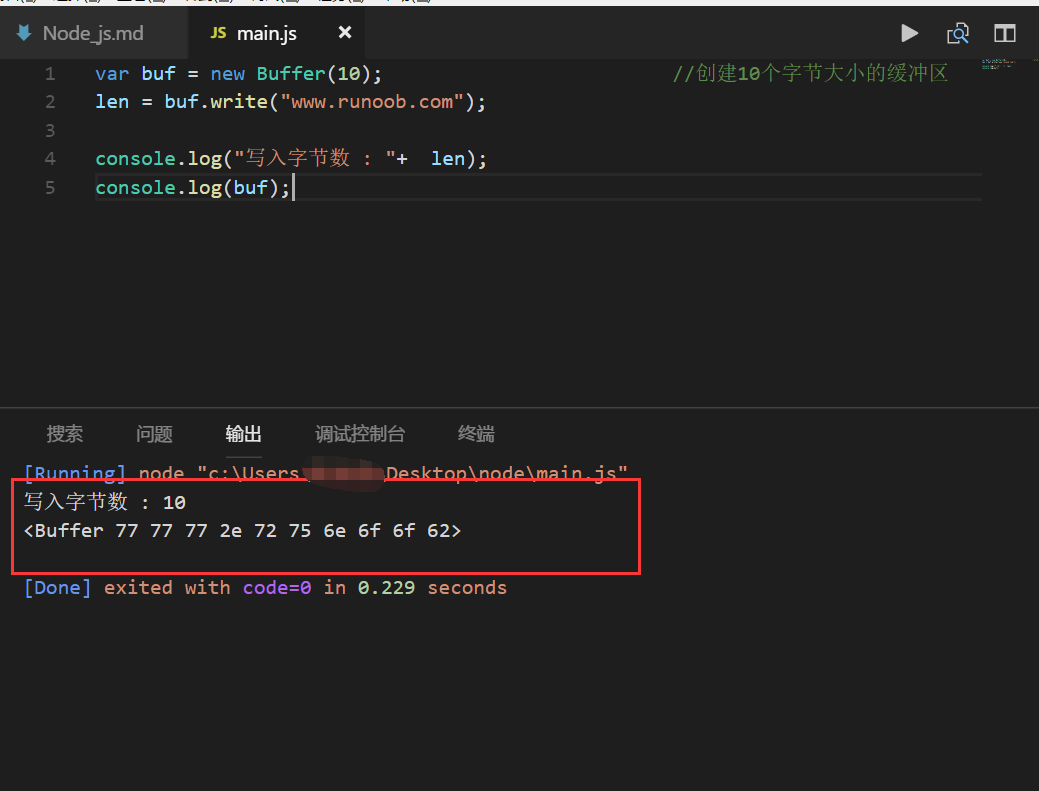 Node_js.md JS main.js ×
1 var buf = new Buffer(10); //创建10个字节大小的缓冲区
2 len = buf.write("www.runoob.com");
3
4 console.log("写入字节数 : "+  len);
5 console.log(buf);
搜索 问题 输出 调试控制台 终端
[Running] node "c:\Users Desktop\node\main.js"
写入字节数 : 10
<Buffer 77 77 77 2e 72 75 6e 6f 6f 62>
[Done] exited with code=0 in 0.229 seconds